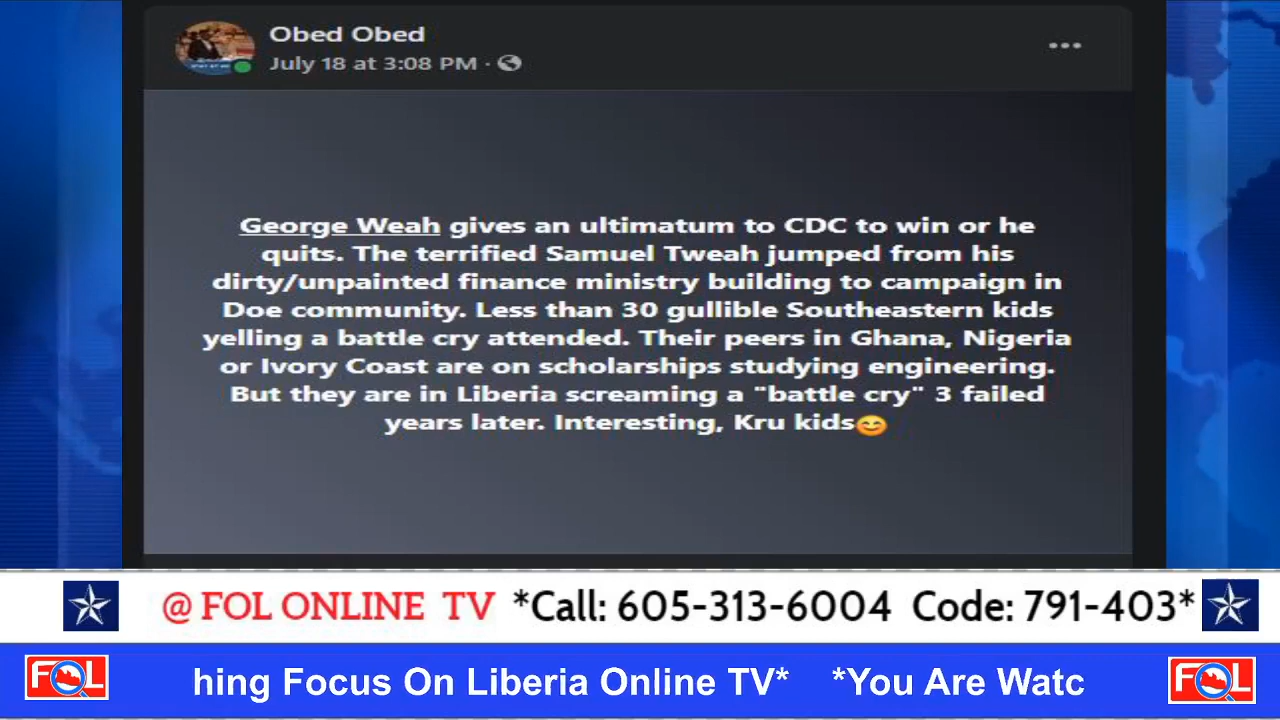 Obed Obed
July 18 at 3:08 PM ·
George Weah gives an ultimatum to CDC to win or he
quits. The terrified Samuel Tweah jumped from his
dirty/unpainted finance ministry building to campaign in
Doe community. Less than 30 gullible Southeastern kids
yelling a battle cry attended. Their peers in Ghana, Nigeria
or Ivory Coast are on scholarships studying engineering.
But they are in Liberia screaming a "battle cry" 3 failed
years later. Interesting, Kru kids😊
@ FOL ONLINE TV *Call: 605-313-6004 Code: 791-403*
FOL hing Focus On Liberia Online TV* *You Are Watc FOL